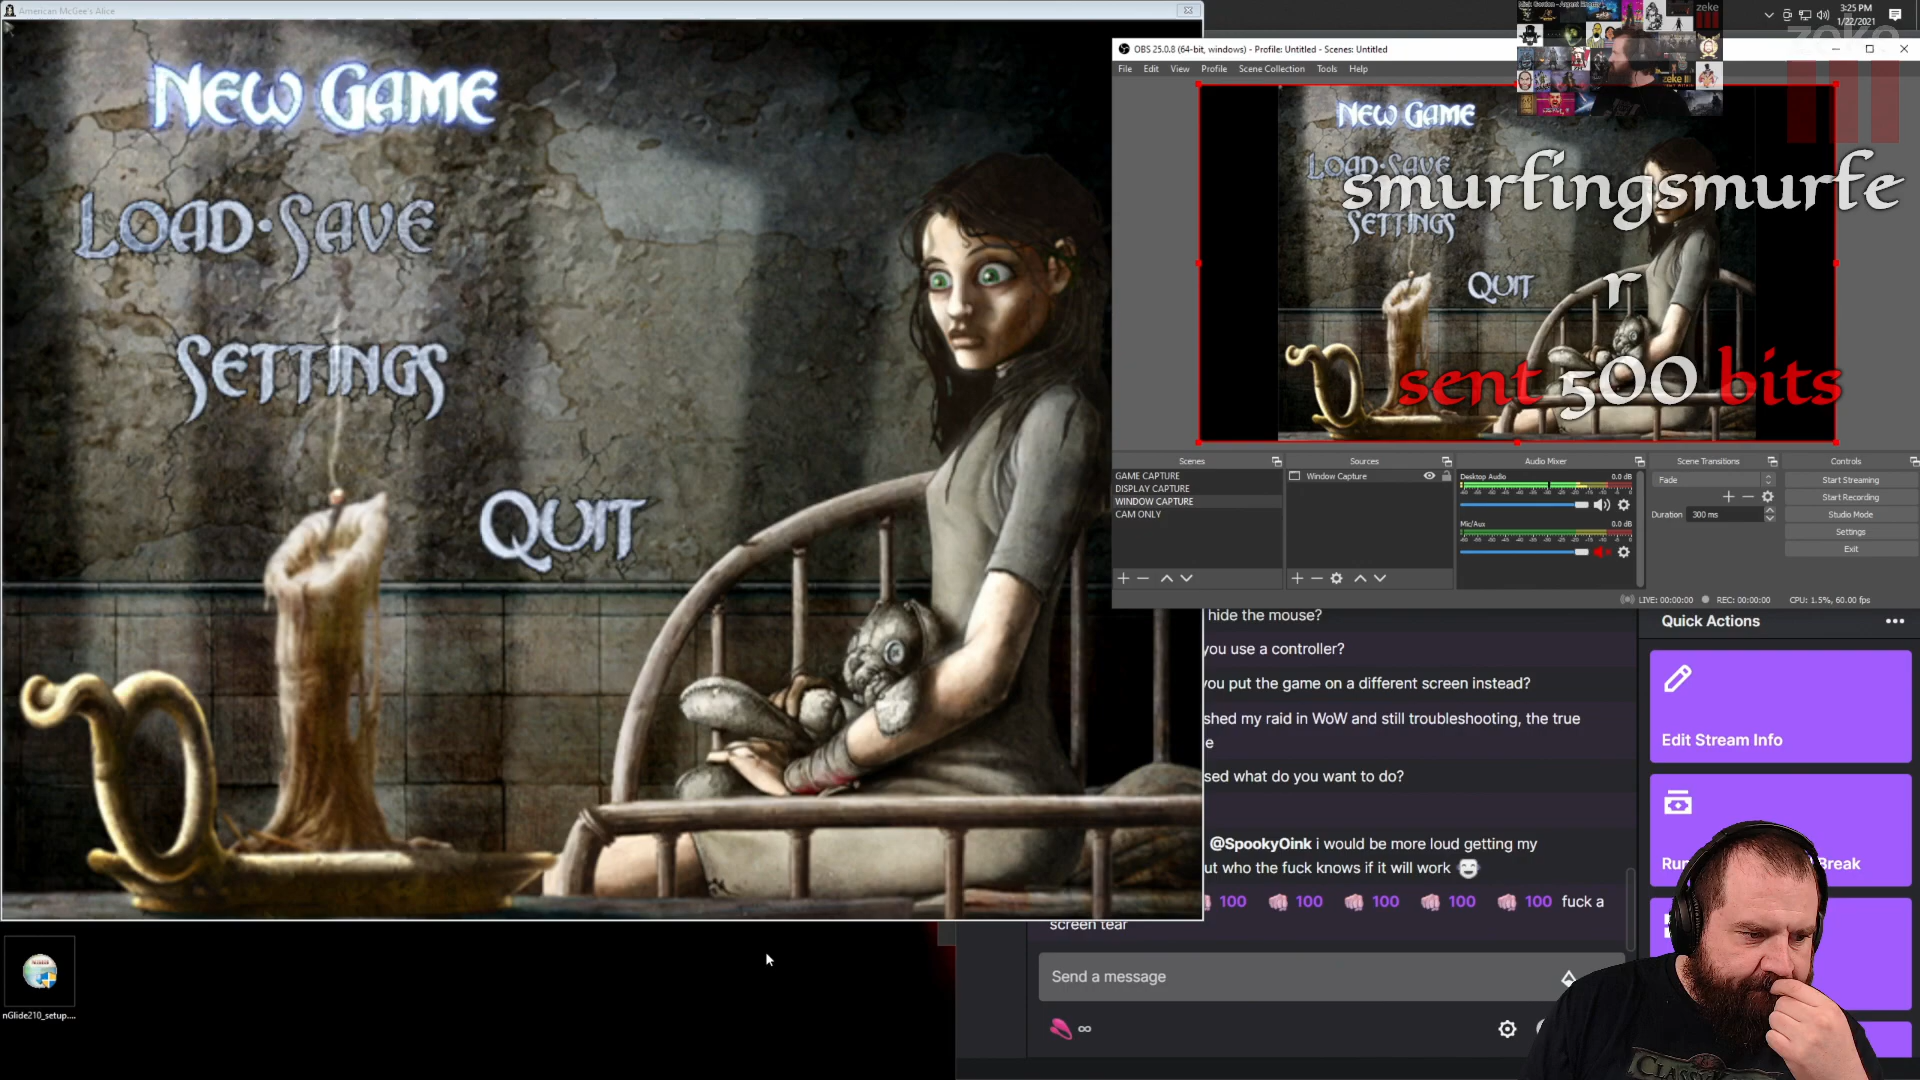 American McGee's Alice
NEW GAME
LOAD·SAVE
SETTINGS
QUIT
nGlide210_setup....
3:25 PM
1/22/2021
OBS 25.0.8 (64-bit, windows) - Profile: Untitled - Scenes: Untitled
File Edit View Profile Scene Collection Tools Help
zeke
NEW GAME
LOAD·SAVE
SETTINGS
QUIT
smurfingsmurfe
r
sent 500 bits
Scenes
GAME CAPTURE
DISPLAY CAPTURE
WINDOW CAPTURE
CAM ONLY
Sources
Window Capture
Audio Mixer
Desktop Audio 0.0 dB
Mic/Aux 0.0 dB
Scene Transitions
Fade
Duration 300 ms
Controls
Start Streaming
Start Recording
Studio Mode
Settings
Exit
LIVE: 00:00:00 REC: 00:00:00 CPU: 1.5%, 60.00 fps
hide the mouse?
you use a controller?
you put the game on a different screen instead?
shed my raid in WoW and still troubleshooting, the true
e
sed what do you want to do?
@SpookyOink i would be more loud getting my
ut who the fuck knows if it will work
100 100 100 100 100 fuck a
screen tear
Send a message
∞
Quick Actions
Edit Stream Info
Break